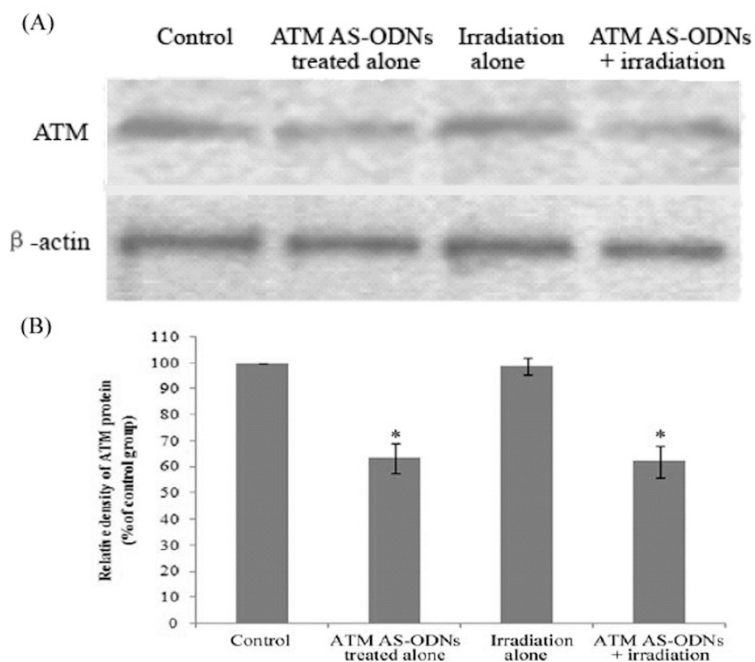 (A)
Control
ATM AS-ODNs
treated alone
Irradiation
alone
ATM AS-ODNs
+ irradiation
ATM
β-actin
(B)
Relative density of ATM protein
(% of control group)
110
100
90
80
70
60
50
40
30
20
10
0
*
*
Control
ATM AS-ODNs
treated alone
Irradiation
alone
ATM AS-ODNs
+ irradiation